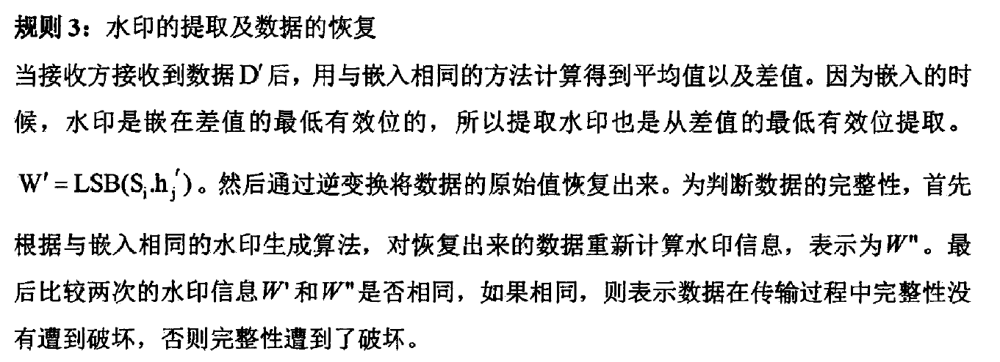 规则 3：水印的提取及数据的恢复
当接收方接收到数据 D′ 后，用与嵌入相同的方法计算得到平均值以及差值。因为嵌入的时
候，水印是嵌在差值的最低有效位的，所以提取水印也是从差值的最低有效位提取。
W′ = LSB(Sᵢ.hⱼ′)。然后通过逆变换将数据的原始值恢复出来。为判断数据的完整性，首先
根据与嵌入相同的水印生成算法，对恢复出来的数据重新计算水印信息，表示为W"。最
后比较两次的水印信息W'和W"是否相同，如果相同，则表示数据在传输过程中完整性没
有遭到破坏，否则完整性遭到了破坏。